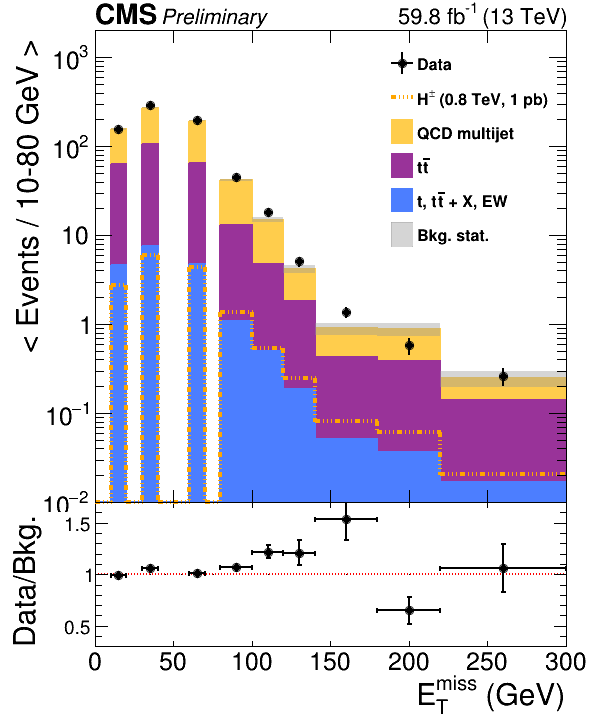 CMS Preliminary 59.8 fb⁻¹ (13 TeV)
< Events / 10-80 GeV >
10³
10²
10
1
10⁻¹
10⁻²
Data
H± (0.8 TeV, 1 pb)
QCD multijet
tt̄
t, tt̄ + X, EW
Bkg. stat.
Data/Bkg.
1.5
1
0.5
0 50 100 150 200 250 300
E_T^miss (GeV)